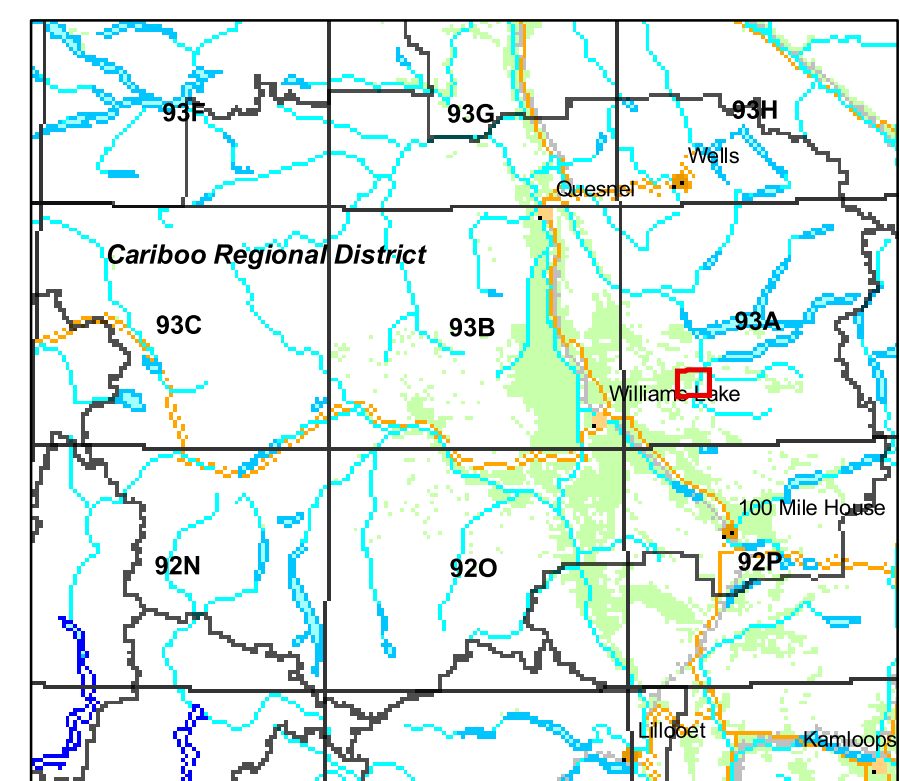 93F
93G
93H
Wells
Quesnel
Cariboo Regional District
93C
93B
93A
Williams Lake
100 Mile House
92N
92O
92P
Lillooet
Kamloops